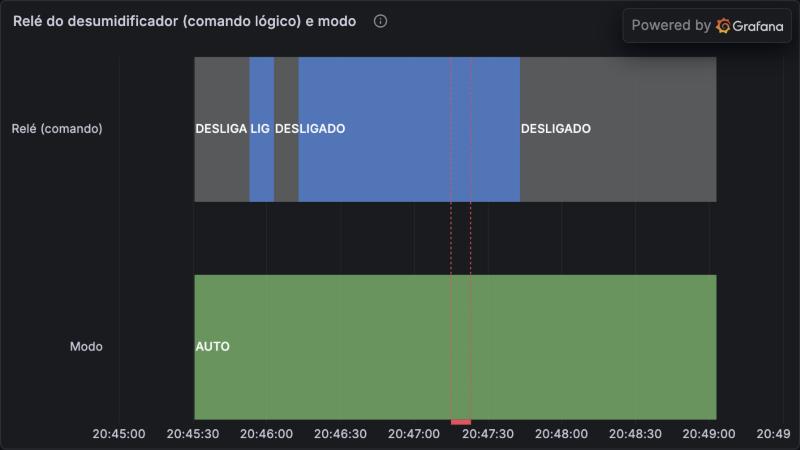 Relé do desumidificador (comando lógico) e modo
Powered by Grafana
Relé (comando)
DESLIGA LIG DESLIGADO DESLIGADO
Modo
AUTO
20:45:00 20:45:30 20:46:00 20:46:30 20:47:00 20:47:30 20:48:00 20:48:30 20:49:00 20:49